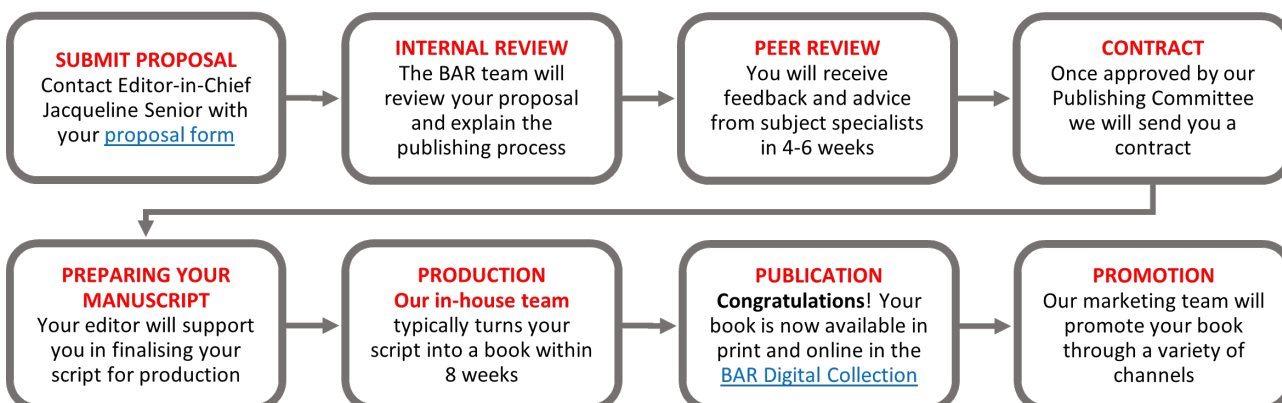 SUBMIT PROPOSAL
Contact Editor-in-Chief
Jacqueline Senior with
your proposal form
INTERNAL REVIEW
The BAR team will
review your proposal
and explain the
publishing process
PEER REVIEW
You will receive
feedback and advice
from subject specialists
in 4-6 weeks
CONTRACT
Once approved by our
Publishing Committee
we will send you a
contract
PREPARING YOUR
MANUSCRIPT
Your editor will support
you in finalising your
script for production
PRODUCTION
Our in-house team
typically turns your
script into a book within
8 weeks
PUBLICATION
Congratulations! Your
book is now available in
print and online in the
BAR Digital Collection
PROMOTION
Our marketing team will
promote your book
through a variety of
channels